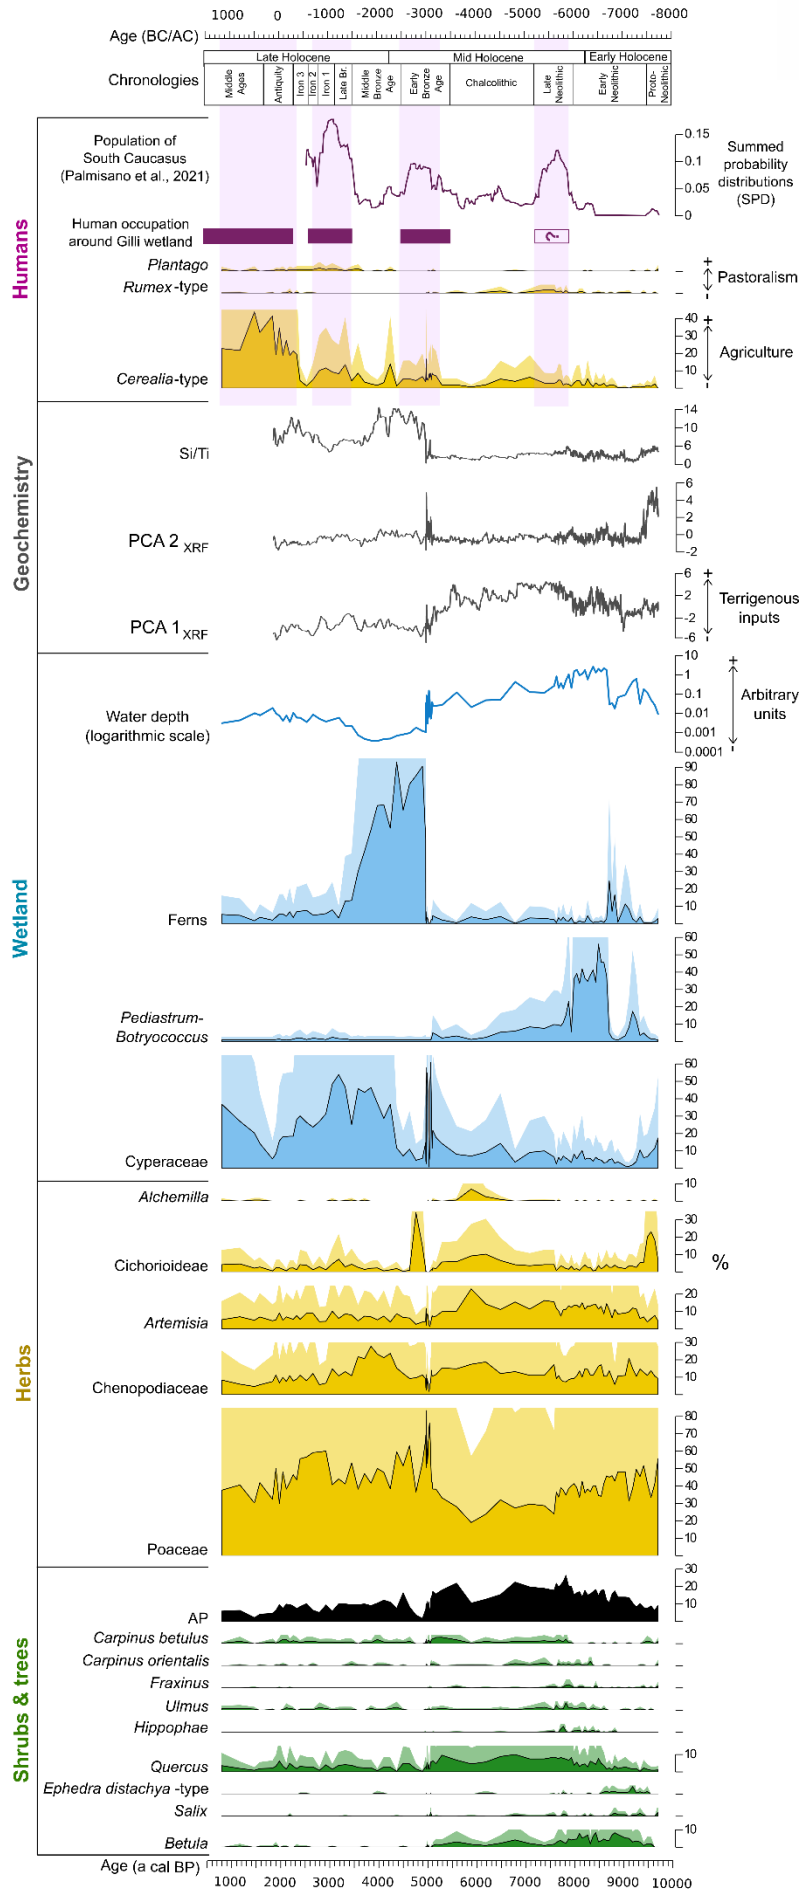 1000 0 -1000 -2000 -3000 -4000 -5000 -6000 -7000 -8000
Age (BC/AC)
Late Holocene Mid Holocene Early Holocene
Chronologies
Middle Ages
Antiquity
Iron 3
Iron 2
Iron 1
Late Br.
Middle Bronze Age
Early Bronze Age
Chalcolithic
Late Neolithic
Early Neolithic
Proto-Neolithic
Humans
Population of
South Caucasus
(Palmisano et al., 2021)
0.15
0.1
0.05
0
Summed
probability
distributions
(SPD)
Human occupation
around Gilli wetland
?
Plantago
Rumex-type
+
-
Pastoralism
Cerealia-type
40
30
20
10
+
-
Agriculture
Geochemistry
Si/Ti
14
10
6
0
PCA 2 XRF
6
4
2
0
-2
PCA 1 XRF
6
2
-2
-6
+
-
Terrigenous
inputs
Wetland
Water depth
(logarithmic scale)
10
1
0.1
0.01
0.001
0.0001
+
-
Arbitrary
units
Ferns
90
80
70
60
50
40
30
20
10
Pediastrum-
Botryococcus
60
50
40
30
20
10
Cyperaceae
60
50
40
30
20
10
Herbs
Alchemilla
10
Cichorioideae
30
20
10
%
Artemisia
20
10
Chenopodiaceae
30
20
10
Poaceae
80
70
60
50
40
30
20
10
Shrubs & trees
AP
30
20
10
Carpinus betulus
Carpinus orientalis
Fraxinus
Ulmus
Hippophae
Quercus
10
Ephedra distachya -type
Salix
Betula
10
Age (a cal BP)
1000 2000 3000 4000 5000 6000 7000 8000 9000 10000